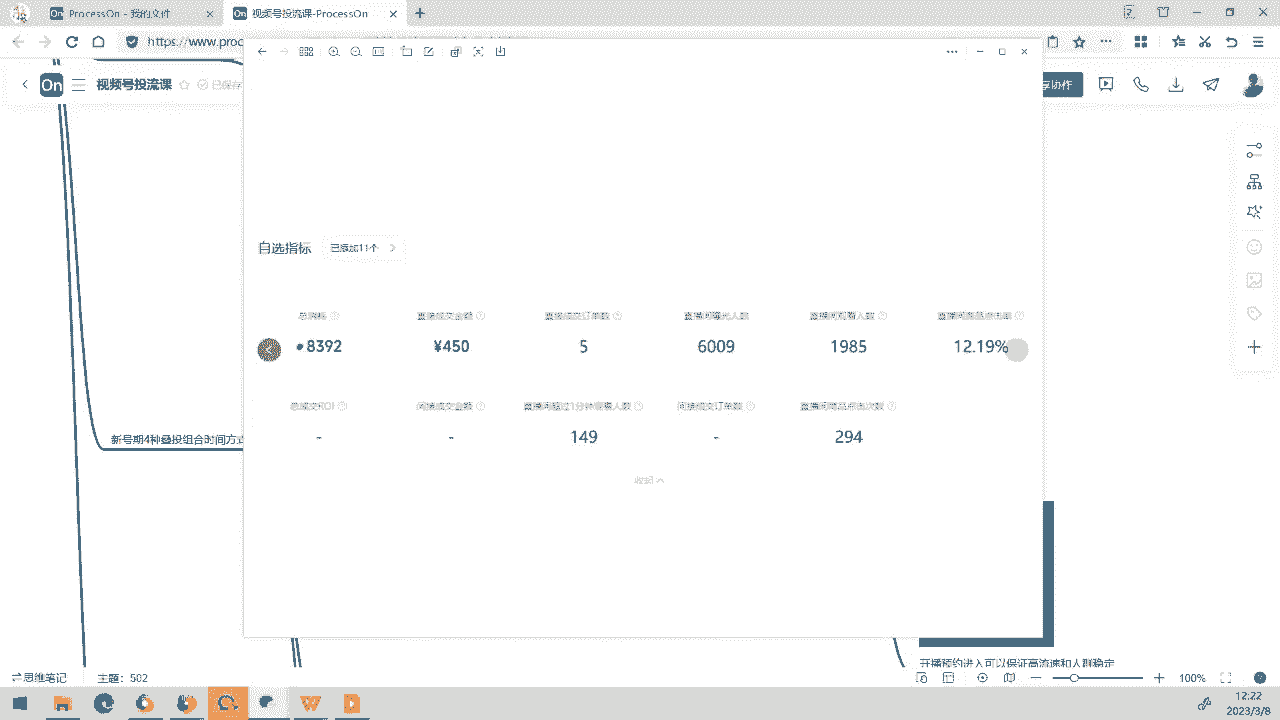 ProcessOn - 我的文件
视频号投流课-ProcessOn
https://www.proc
On 视频号投流课 已保存
享协作
自选指标 已添加11个
总消耗 直播成交金额 直播成交订单数 直播间曝光人数 直播间观看人数 直播间商品点击率
8392 ¥450 5 6009 1985 12.19%
总成交ROI 间接成交金额 直播间超过1分钟观看人数 间接成交订单数 直播间商品点击次数
- - 149 - 294
收起
新号期4种叠投组合时间方式
开播预约进入可以保证高流速和人群确定
思维笔记 主题：502 100%
12:22
2023/3/8